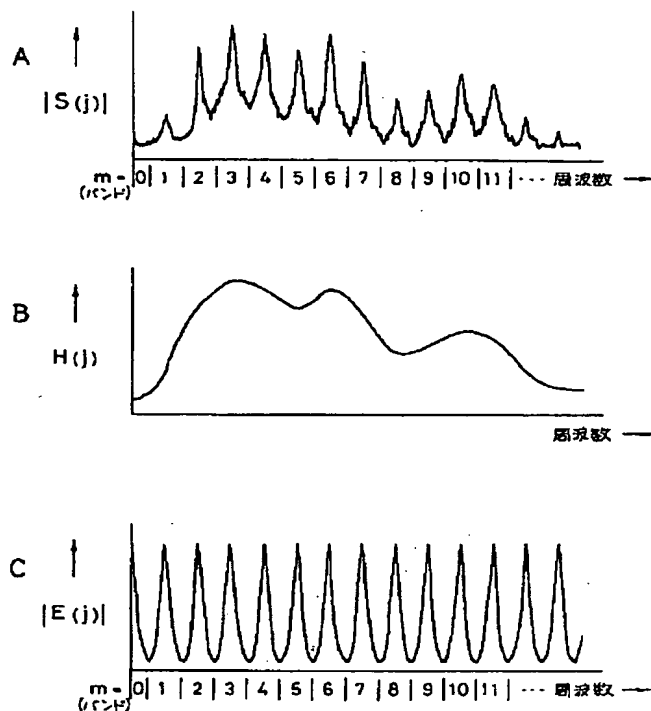 A
|S(j)|
m= 0 | 1 | 2 | 3 | 4 | 5 | 6 | 7 | 8 | 9 | 10 | 11 | ··· 周波数 →
(バンド)
B
H(j)
周波数 →
C
|E(j)|
m= 0 | 1 | 2 | 3 | 4 | 5 | 6 | 7 | 8 | 9 | 10 | 11 | ··· 周波数 →
(バンド)